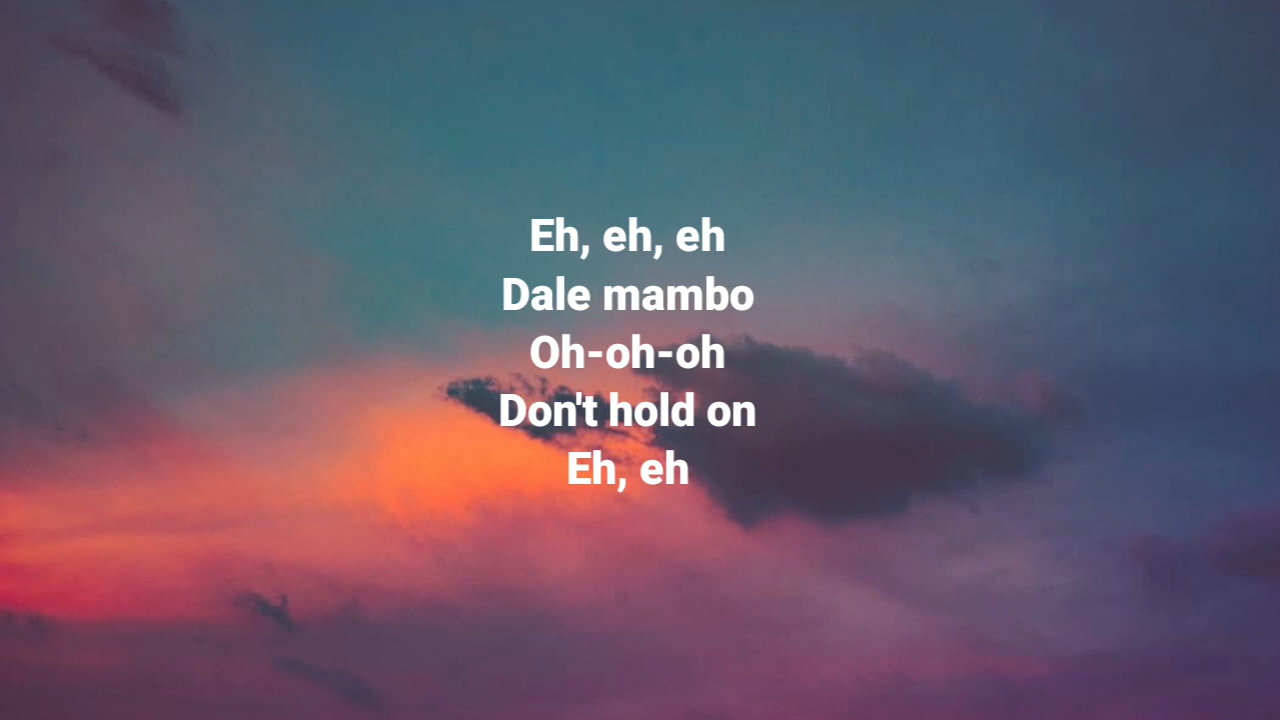 Eh, eh, eh
Dale mambo
Oh-oh-oh
Don't hold on
Eh, eh